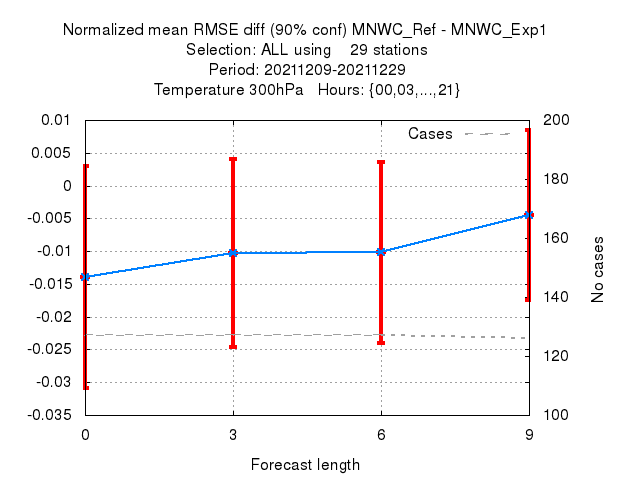 Normalized mean RMSE diff (90% conf) MNWC_Ref - MNWC_Exp1
Selection: ALL using    29 stations
Period: 20211209-20211229
Temperature 300hPa   Hours: {00,03,...,21}
Cases
0.01
0.005
0
-0.005
-0.01
-0.015
-0.02
-0.025
-0.03
-0.035
200
180
160
140
120
100
No cases
0 3 6 9
Forecast length